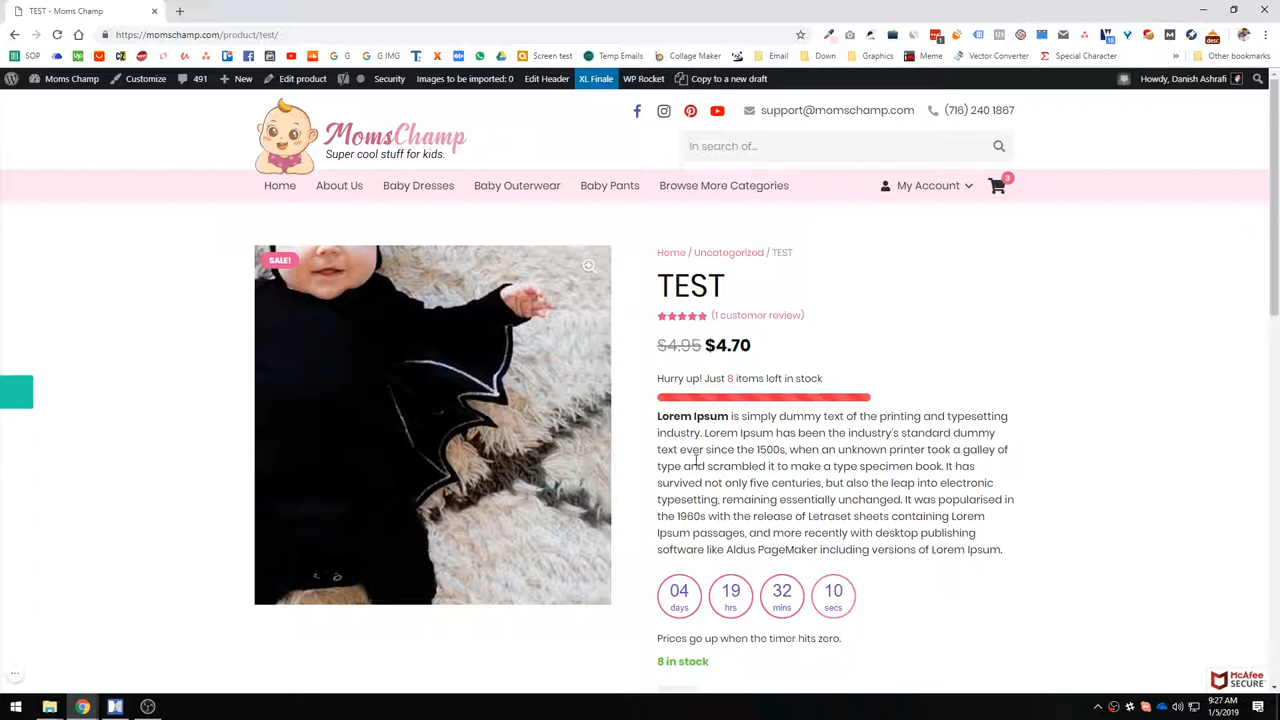 TEST - Moms Champ
https://momschamp.com/product/test/
SOP
Up
G
G IMG
Screen test
Temp Emails
Collage Maker
Email
Down
Graphics
Meme
Vector Converter
Special Character
Other bookmarks
Moms Champ
Customize
491
New
Edit product
Security
Images to be imported: 0
Edit Header
XL Finale
WP Rocket
Copy to a new draft
Howdy, Danish Ashrafi
MomsChamp
Super cool stuff for kids.
support@momschamp.com
(716) 240 1867
In search of...
Home
About Us
Baby Dresses
Baby Outerwear
Baby Pants
Browse More Categories
My Account
3
SALE!
Home / Uncategorized / TEST
TEST
(1 customer review)
$4.95 $4.70
Hurry up! Just 8 items left in stock
Lorem Ipsum is simply dummy text of the printing and typesetting
industry. Lorem Ipsum has been the industry's standard dummy
text ever since the 1500s, when an unknown printer took a galley of
type and scrambled it to make a type specimen book. It has
survived not only five centuries, but also the leap into electronic
typesetting, remaining essentially unchanged. It was popularised in
the 1960s with the release of Letraset sheets containing Lorem
Ipsum passages, and more recently with desktop publishing
software like Aldus PageMaker including versions of Lorem Ipsum.
04 19 32 10
days hrs mins secs
Prices go up when the timer hits zero.
8 in stock
McAfee
SECURE
9:27 AM
1/5/2019